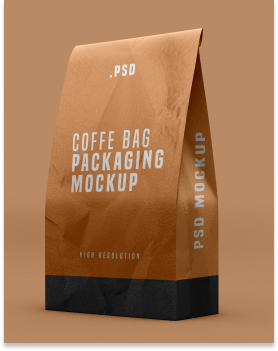 .PSD
COFFE BAG
PACKAGING
MOCKUP
HIGH RESOLUTION
PSD MOCKUP